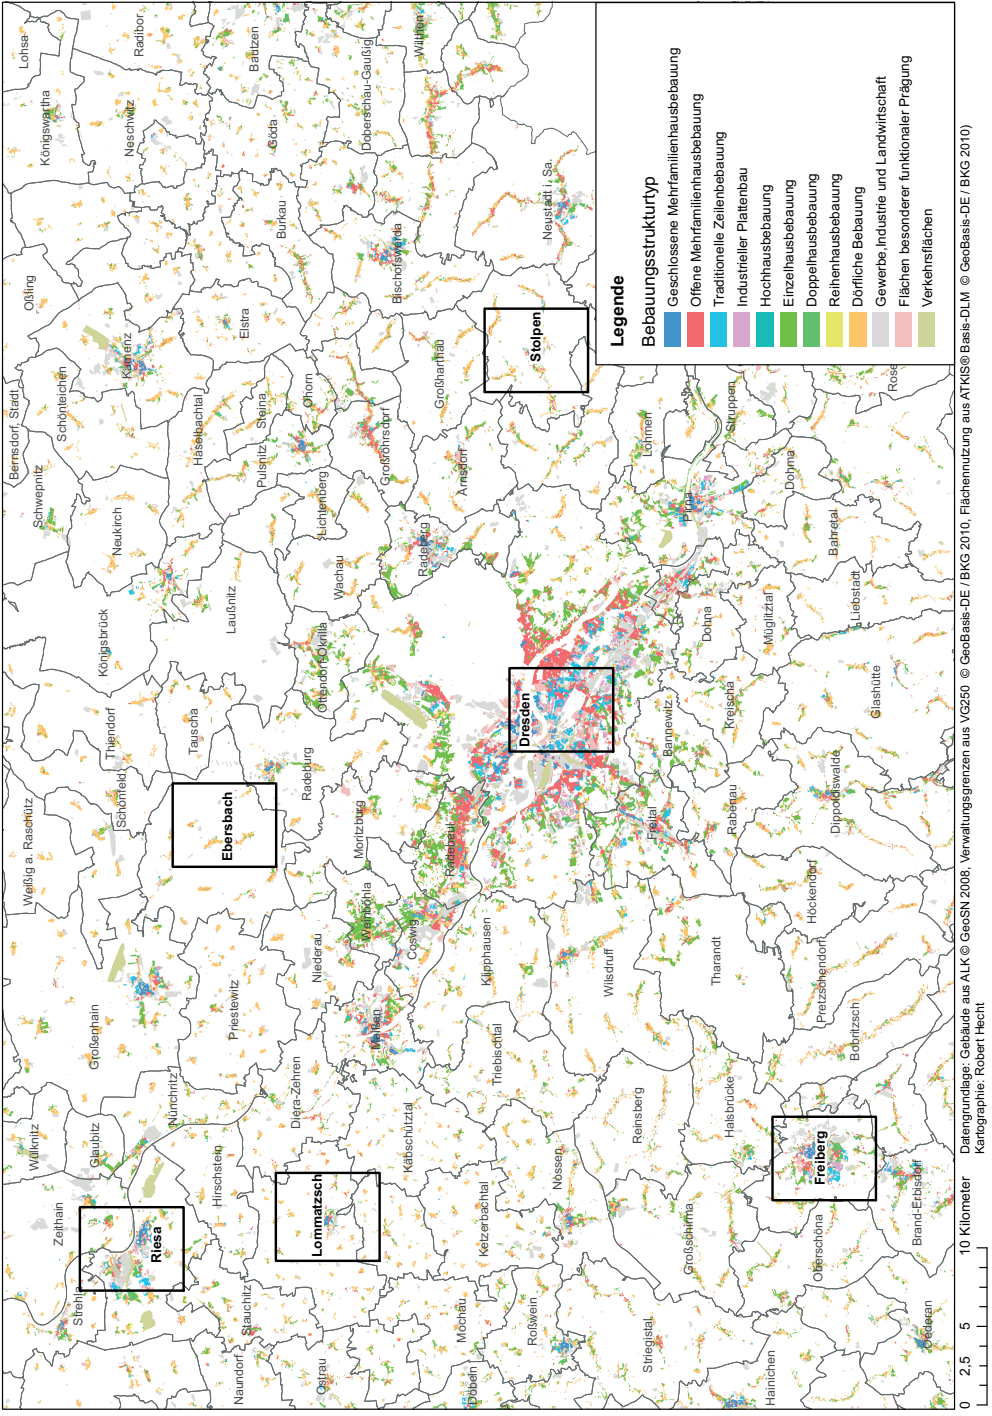 Weißig a. Raschütz
Bernsdorf, Stadt
Lohsa
Wülknitz
Oßling
Schwepnitz
Königswartha
Zeithain
Schönteichen
Strehla
Glaubitz
Großenhain
Schönfeld
Thiendorf
Königsbrück
Neukirch
Kamenz
Neschwitz
Radibor
Riesa
Nünchritz
Tauscha
Haselbachtal
Hirschstein
Priestewitz
Ebersbach
Laußnitz
Naundorf
Stauchitz
Elstra
Bautzen
Pulsnitz
Steina
Göda
Burkau
Diera-Zehren
Radeburg
Ohorn
Lommatzsch
Niederau
Ostrau
Ottendorf-Okrilla
Lichtenberg
Wachau
Moritzburg
Weinböhla
Doberschau-Gaußig
Meißen
Großröhrsdorf
Käbschütztal
Coswig
Bischofswerda
Wilthen
Radeberg
Großharthau
Radebeul
Mochau
Arnsdorf
Döbeln
Ketzerbachtal
Klipphausen
Triebischtal
Dresden
Roßwein
Stolpen
Neustadt i. Sa.
Nossen
Wilsdruff
Reinsberg
Striegistal
Freital
Lohmen
Bannewitz
Großschirma
Pirna
Tharandt
Dohna
Halsbrücke
Rabenau
Kreischa
Struppen
Hainichen
Müglitztal
Dohma
Oberschöna
Freiberg
Höckendorf
Pretzschendorf
Dippoldiswalde
Bahretal
Bobritzsch
Liebstadt
Glashütte
Rose
Brand-Erbisdorf
Oederan
Legende
Bebauungsstrukturtyp
Geschlossene Mehrfamilienhausbebauung
Offene Mehrfamilienhausbebauung
Traditionelle Zeilenbebauung
Industrieller Plattenbau
Hochhausbebauung
Einzelhausbebauung
Doppelhausbebauung
Reihenhausbebauung
Dörfliche Bebauung
Gewerbe,Industrie und Landwirtschaft
Flächen besonderer funktionaler Prägung
Verkehrsflächen
0 2,5 5 10 Kilometer
Datengrundlage: Gebäude aus ALK © GeoSN 2008, Verwaltungsgrenzen aus VG250 © GeoBasis-DE / BKG 2010, Flächennutzung aus ATKIS® Basis-DLM © GeoBasis-DE / BKG 2010)
Kartographie: Robert Hecht